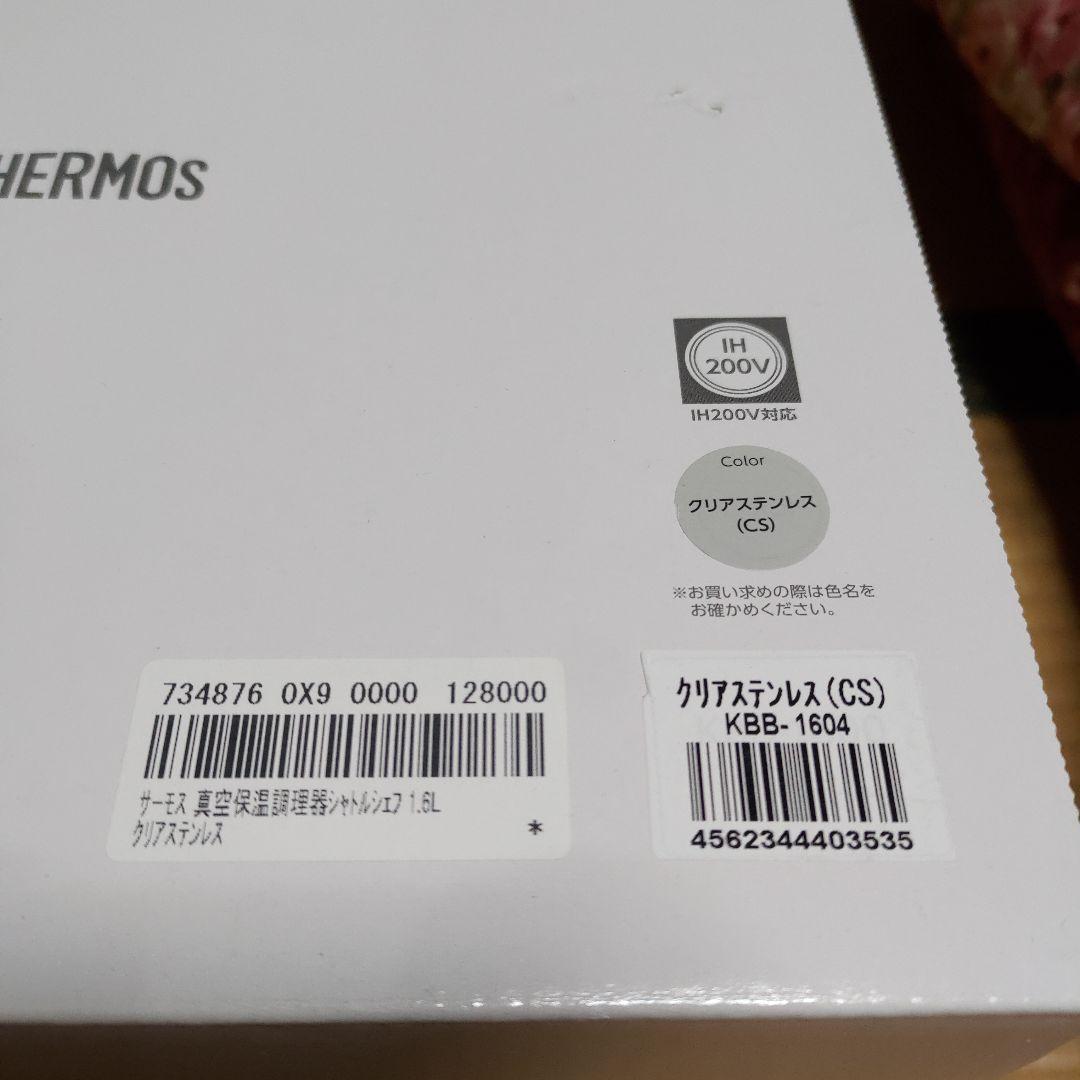 THERMOS
IH
200V
IH200V対応
Color
クリアステンレス
(CS)
※お買い求めの際は色名を
お確かめください。
734876 0X9 0000 128000
サーモス 真空保温調理器シャトルシェフ 1.6L
クリアステンレス *
クリアステンレス(CS)
KBB-1604
4562344403535